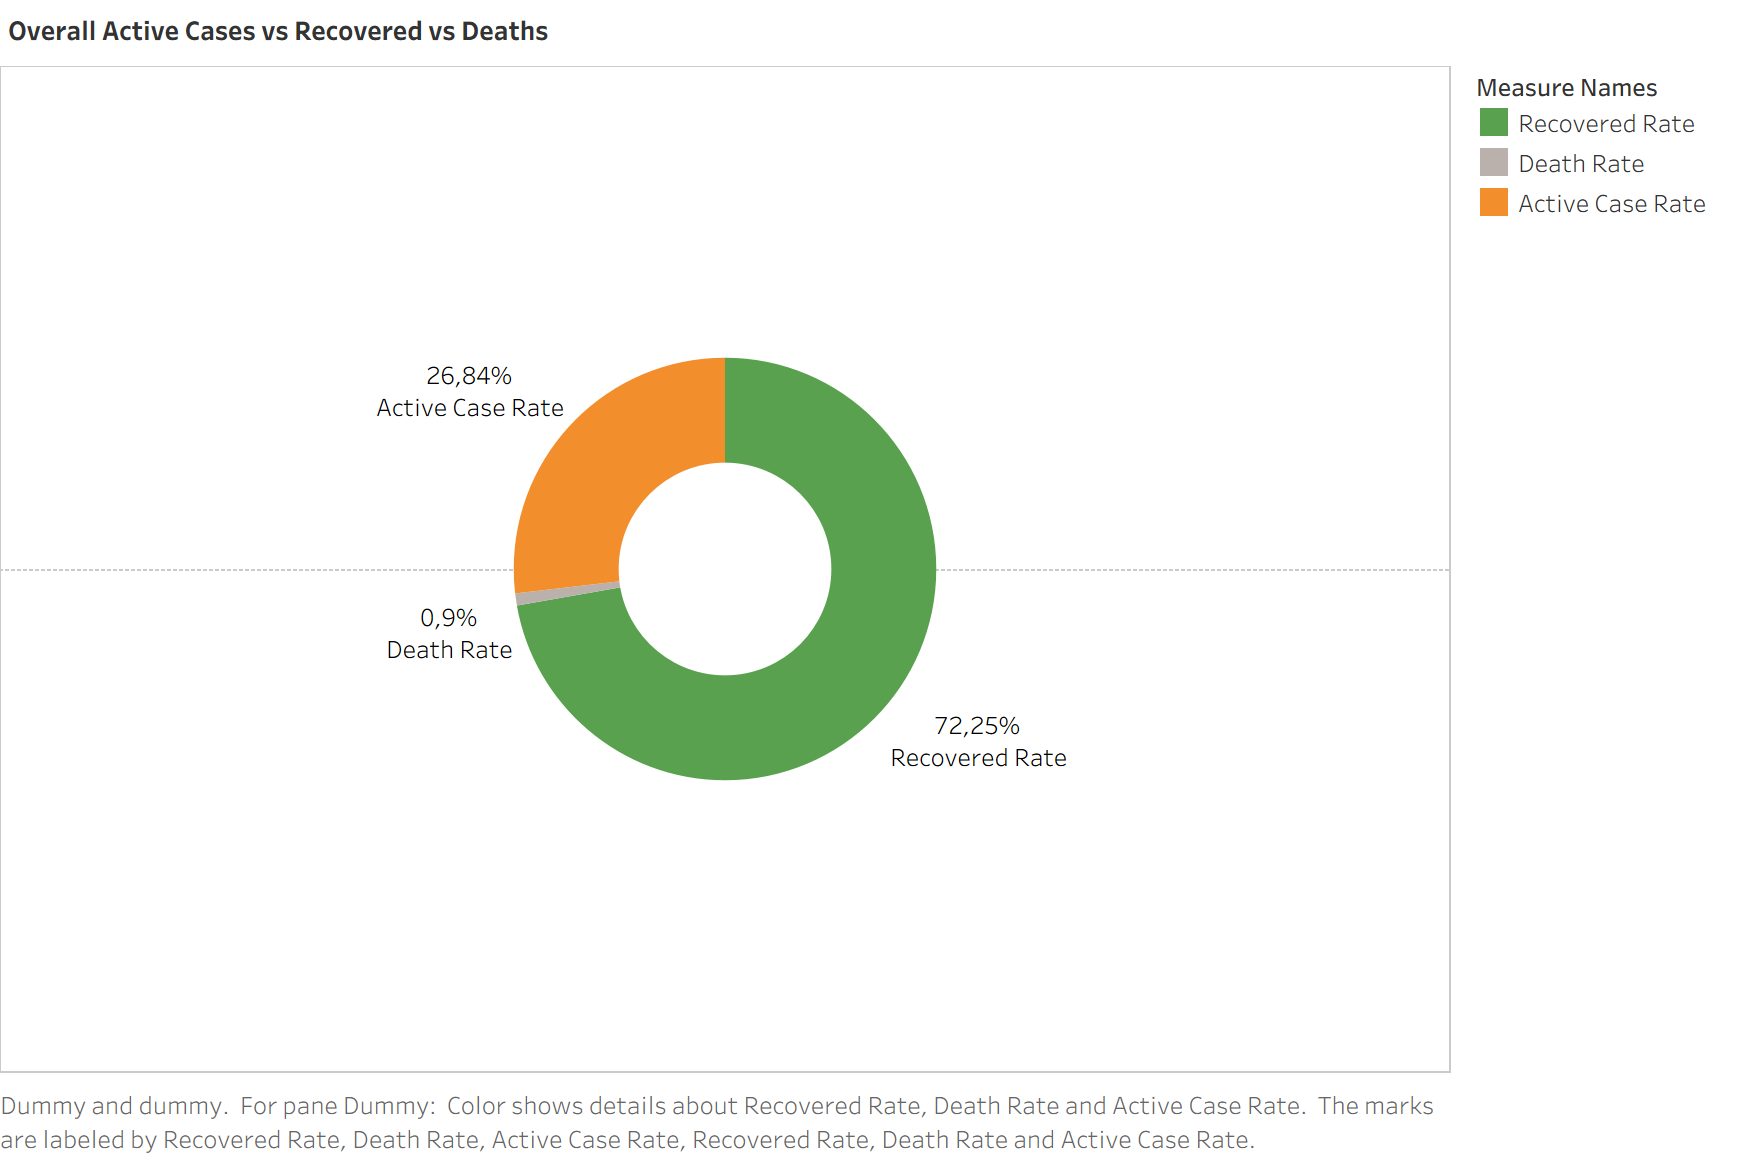 Overall Active Cases vs Recovered vs Deaths
Measure Names
Recovered Rate
Death Rate
Active Case Rate
26,84%
Active Case Rate
0,9%
Death Rate
72,25%
Recovered Rate
Dummy and dummy.  For pane Dummy:  Color shows details about Recovered Rate, Death Rate and Active Case Rate.  The marks
are labeled by Recovered Rate, Death Rate, Active Case Rate, Recovered Rate, Death Rate and Active Case Rate.